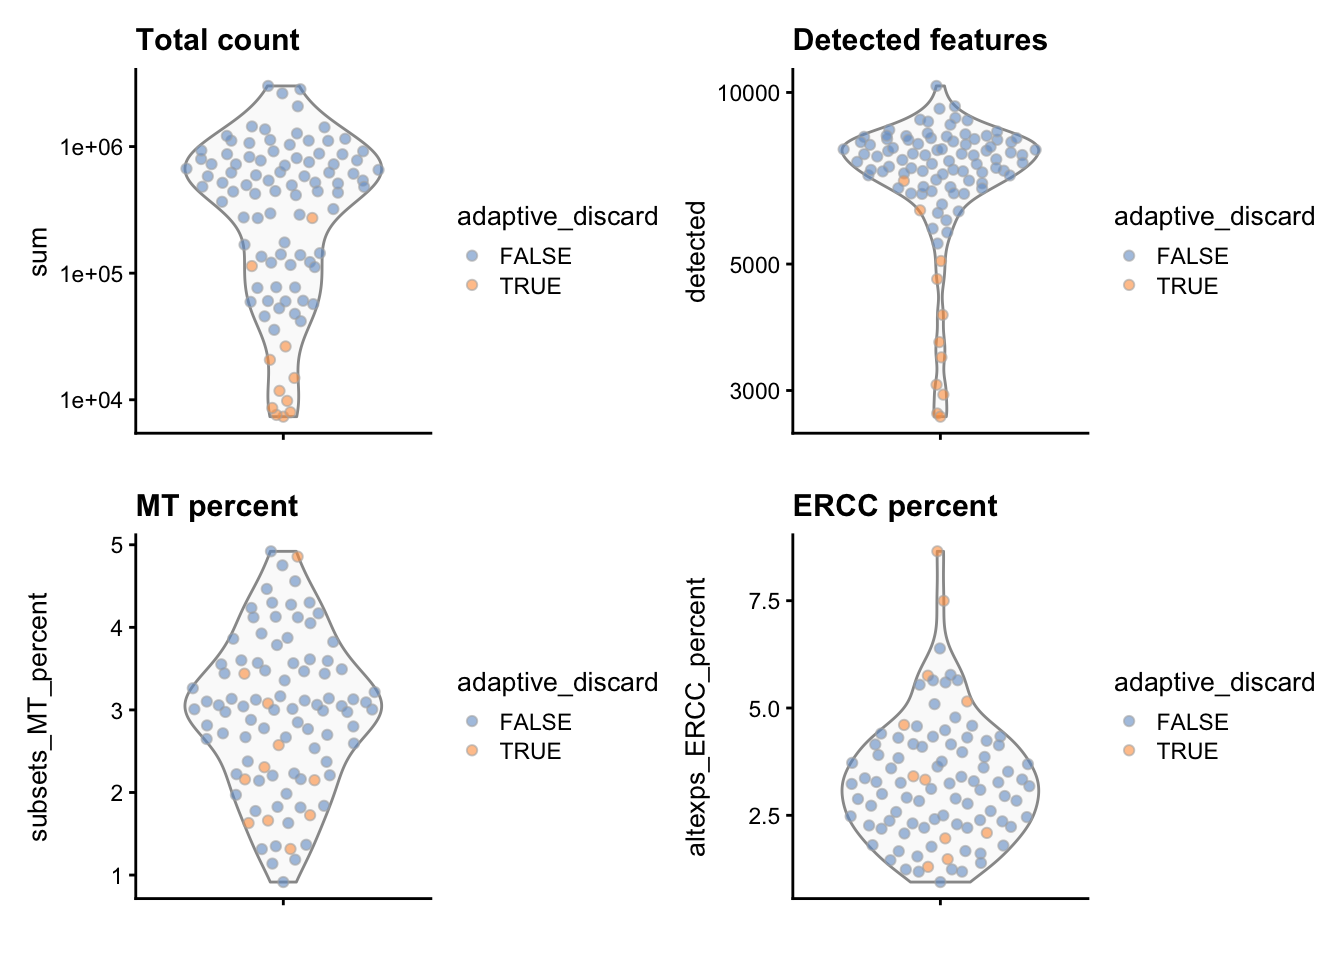 Total count
sum
1e+06
1e+05
1e+04
adaptive_discard
FALSE
TRUE
Detected features
detected
10000
5000
3000
adaptive_discard
FALSE
TRUE
MT percent
subsets_MT_percent
5
4
3
2
1
adaptive_discard
FALSE
TRUE
ERCC percent
altexps_ERCC_percent
7.5
5.0
2.5
adaptive_discard
FALSE
TRUE